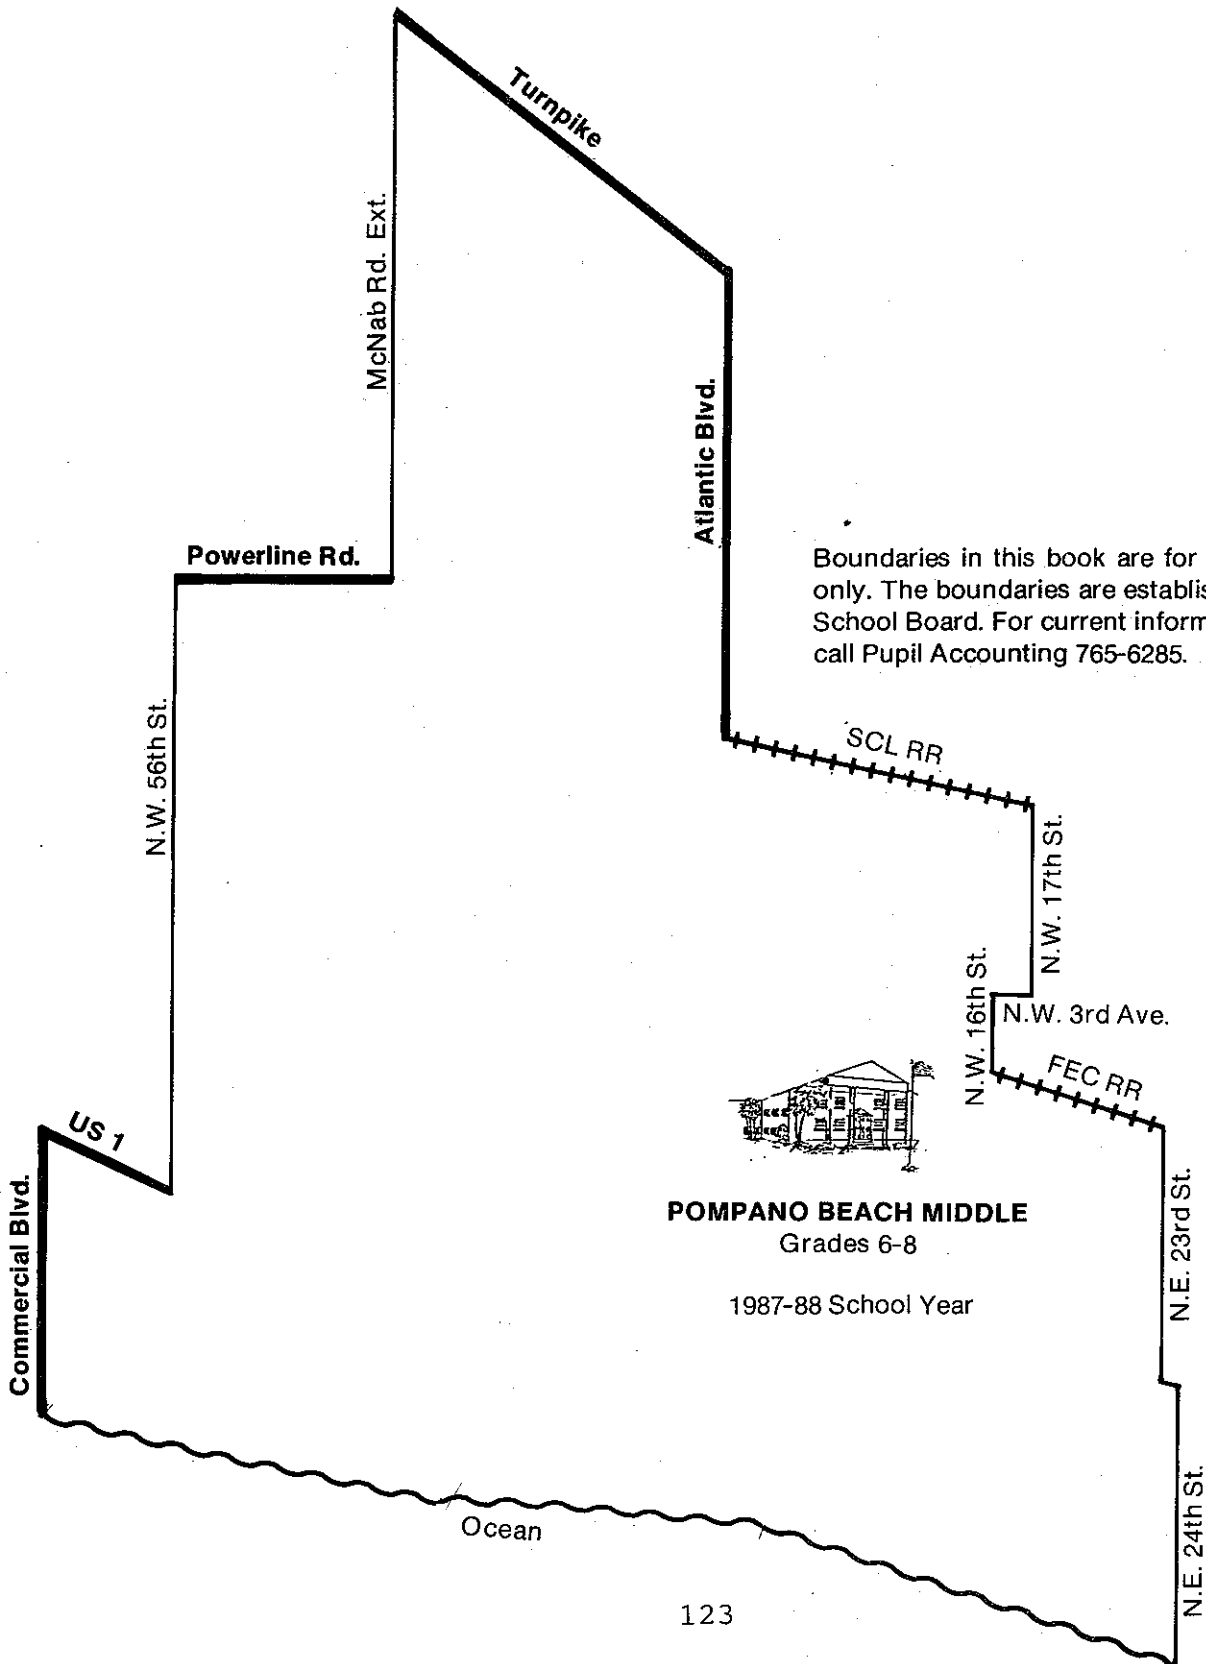 Turnpike
McNab Rd. Ext.
Atlantic Blvd.
Powerline Rd.
Boundaries in this book are for
only. The boundaries are establis
School Board. For current inform
call Pupil Accounting 765-6285.
N.W. 56th St.
SCL RR
N.W. 17th St.
N.W. 16th St.
N.W. 3rd Ave.
FEC RR
US 1
Commercial Blvd.
POMPANO BEACH MIDDLE
Grades 6-8
1987-88 School Year
N.E. 23rd St.
Ocean
N.E. 24th St.
123